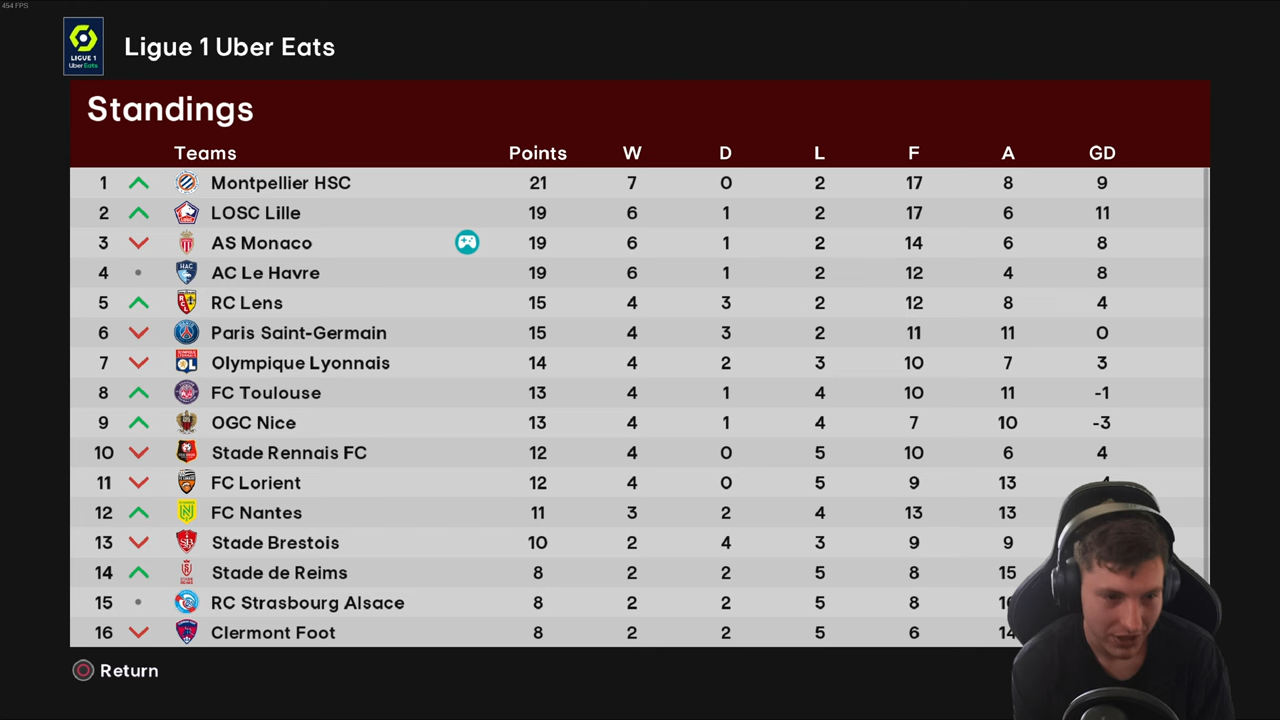 454 FPS
LIGUE 1
Uber Eats
Ligue 1 Uber Eats
Standings
Teams Points W D L F A GD
1 Montpellier HSC 21 7 0 2 17 8 9
2 LOSC Lille 19 6 1 2 17 6 11
3 AS Monaco 19 6 1 2 14 6 8
4 AC Le Havre 19 6 1 2 12 4 8
5 RC Lens 15 4 3 2 12 8 4
6 Paris Saint-Germain 15 4 3 2 11 11 0
7 Olympique Lyonnais 14 4 2 3 10 7 3
8 FC Toulouse 13 4 1 4 10 11 -1
9 OGC Nice 13 4 1 4 7 10 -3
10 Stade Rennais FC 12 4 0 5 10 6 4
11 FC Lorient 12 4 0 5 9 13
12 FC Nantes 11 3 2 4 13 13
13 Stade Brestois 10 2 4 3 9 9
14 Stade de Reims 8 2 2 5 8 15
15 RC Strasbourg Alsace 8 2 2 5 8
16 Clermont Foot 8 2 2 5 6 14
Return